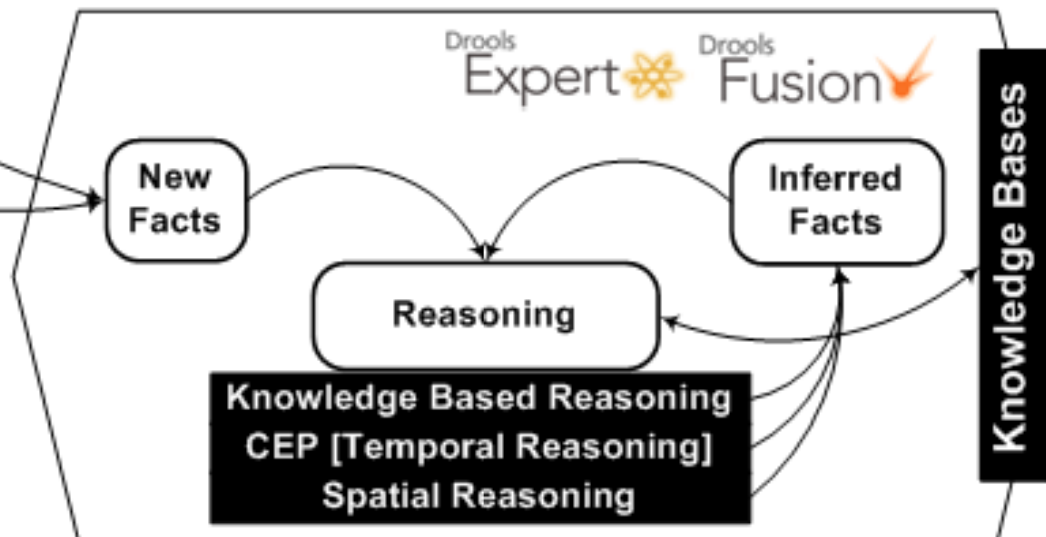 Drools
Expert
Drools
Fusion
New
Facts
Inferred
Facts
Reasoning
Knowledge Based Reasoning
CEP [Temporal Reasoning]
Spatial Reasoning
Knowledge Bases